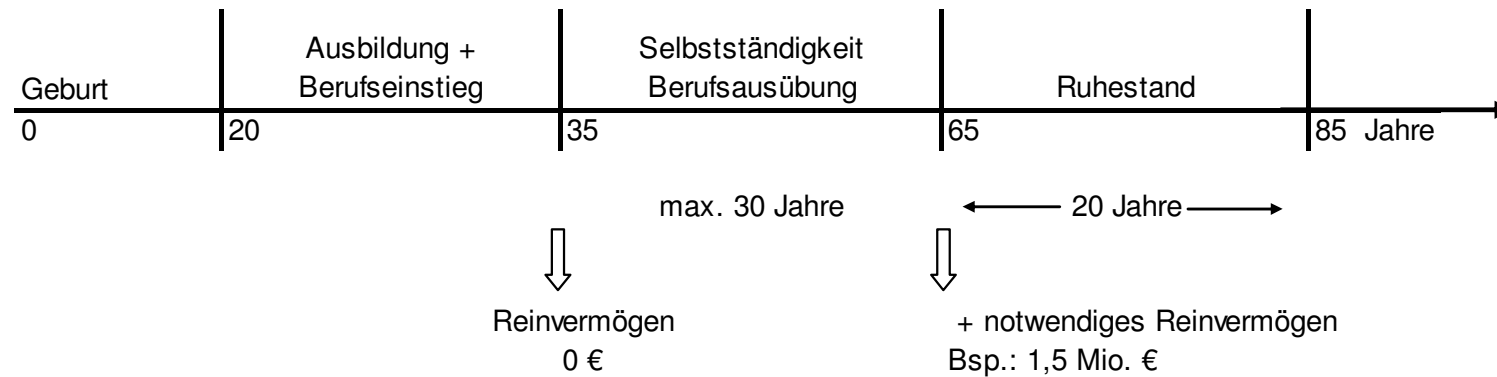 Ausbildung +
Selbstständigkeit
Geburt
Berufseinstieg
Berufsausübung
Ruhestand
0
20
35
65
85 Jahre
max. 30 Jahre
20 Jahre
Reinvermögen
0 €
+ notwendiges Reinvermögen
Bsp.: 1,5 Mio. €